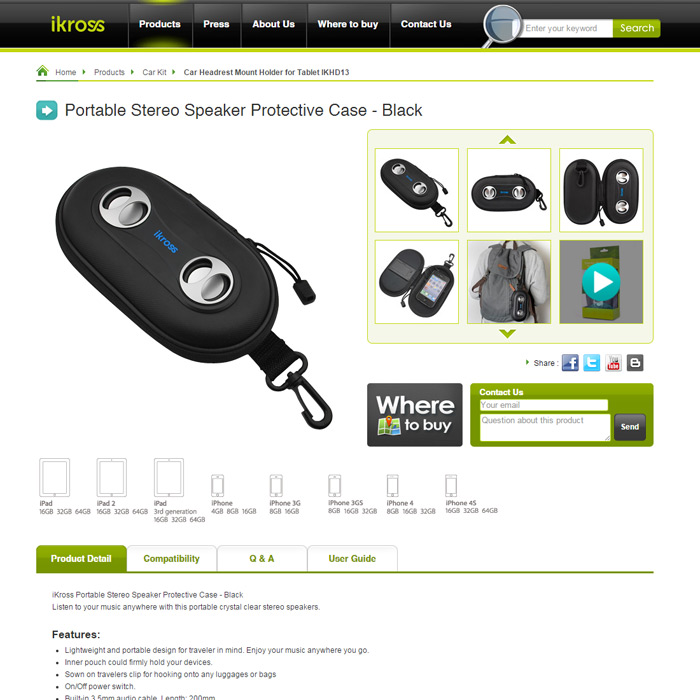 ikross
Products Press About Us Where to buy Contact Us
Enter your keyword Search
Home Products Car Kit Car Headrest Mount Holder for Tablet IKHD13
Portable Stereo Speaker Protective Case - Black
ikross
Share :
Where
to buy
Contact Us
Your email
Question about this product
Send
iPad iPad 2 iPad iPhone iPhone 3G iPhone 3GS iPhone 4 iPhone 4S
16GB 32GB 64GB 16GB 32GB 64GB 3rd generation 4GB 8GB 16GB 8GB 16GB 8GB 16GB 32GB 8GB 16GB 32GB 16GB 32GB 64GB
16GB 32GB 64GB
Product Detail Compatibility Q & A User Guide
iKross Portable Stereo Speaker Protective Case - Black
Listen to your music anywhere with this portable crystal clear stereo speakers.
Features:
Lightweight and portable design for traveler in mind. Enjoy your music anywhere you go.
Inner pouch could firmly hold your devices.
Sown on travelers clip for hooking onto any luggages or bags
On/Off power switch.
Built-in 3.5mm audio cable. Length: 200mm